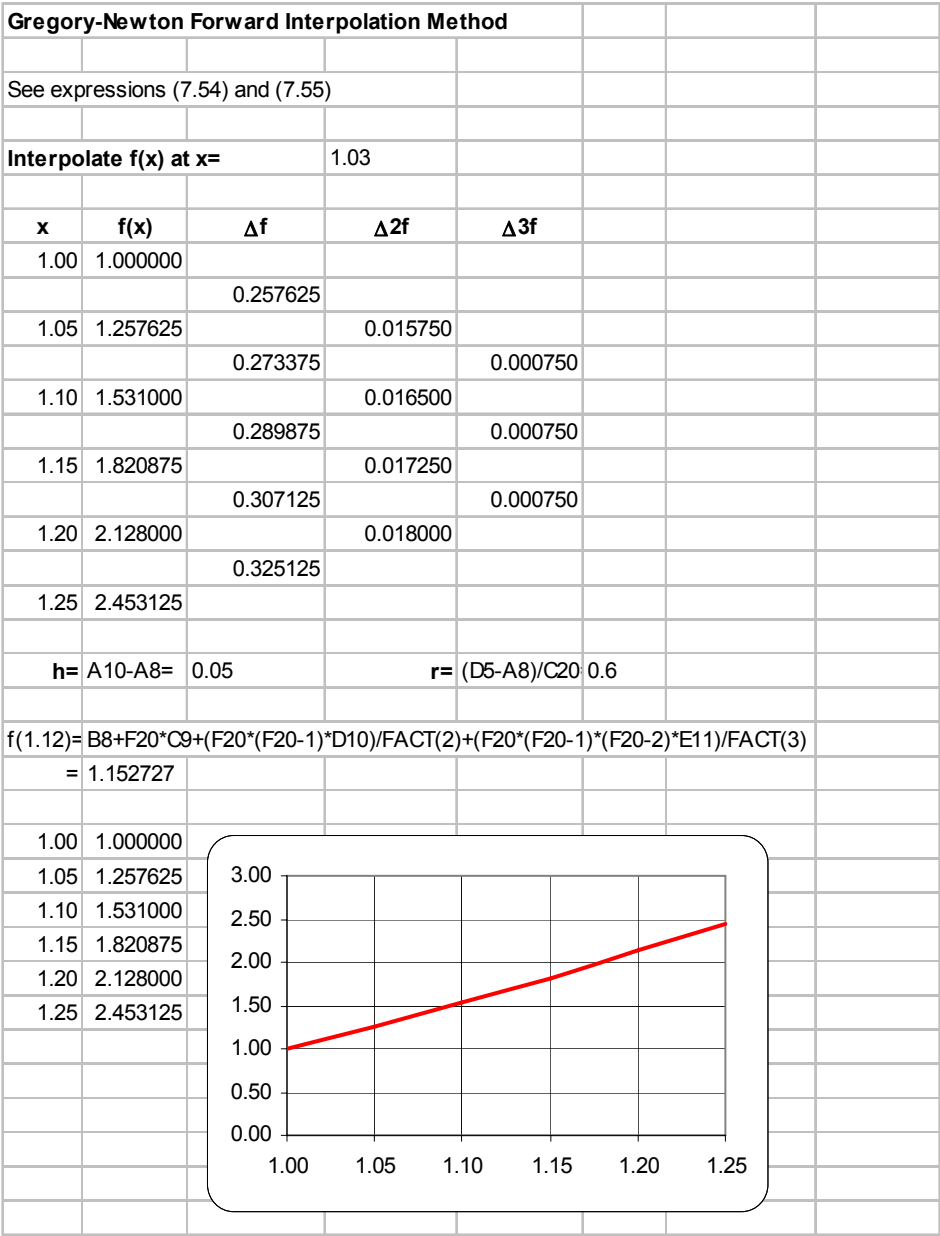 Gregory-Newton Forward Interpolation Method
See expressions (7.54) and (7.55)
Interpolate f(x) at x= 1.03
x f(x) Δf Δ2f Δ3f
1.00 1.000000
0.257625
1.05 1.257625 0.015750
0.273375 0.000750
1.10 1.531000 0.016500
0.289875 0.000750
1.15 1.820875 0.017250
0.307125 0.000750
1.20 2.128000 0.018000
0.325125
1.25 2.453125
h= A10-A8= 0.05 r= (D5-A8)/C20= 0.6
f(1.12)= B8+F20*C9+(F20*(F20-1)*D10)/FACT(2)+(F20*(F20-1)*(F20-2)*E11)/FACT(3)
= 1.152727
1.00 1.000000
1.05 1.257625
1.10 1.531000
1.15 1.820875
1.20 2.128000
1.25 2.453125
3.00
2.50
2.00
1.50
1.00
0.50
0.00
1.00 1.05 1.10 1.15 1.20 1.25